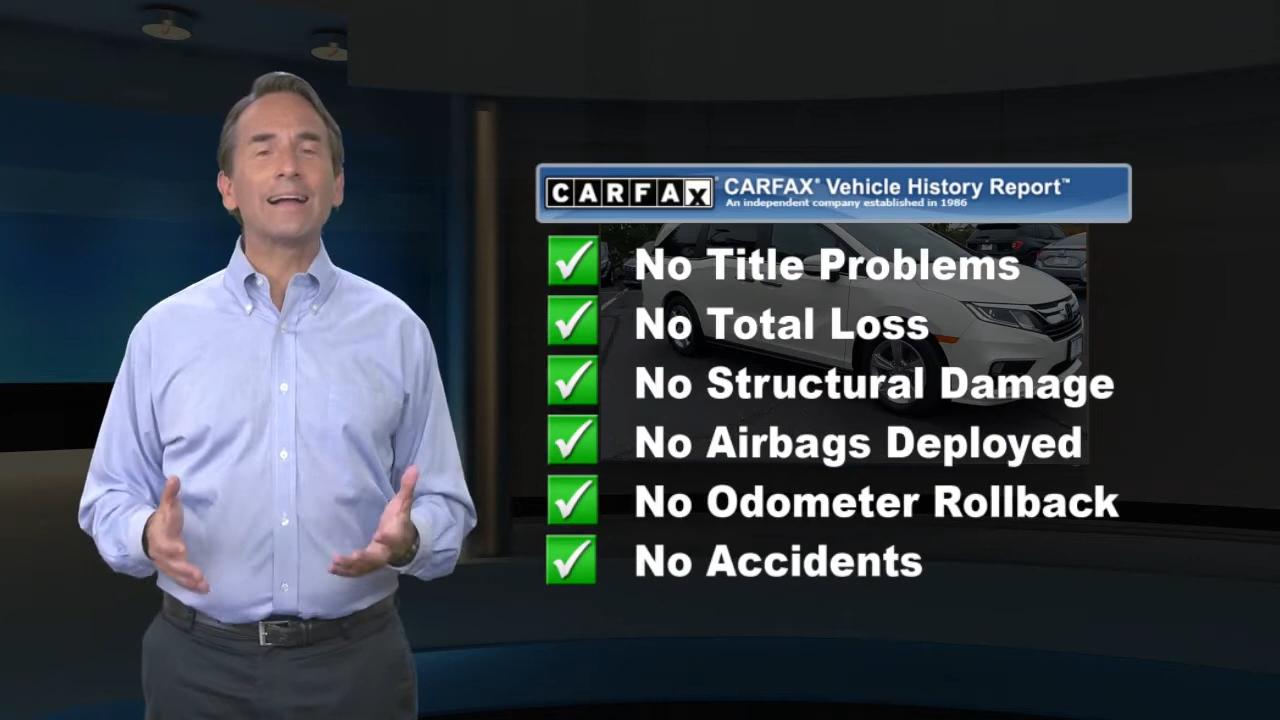 CARFAX® CARFAX® Vehicle History Report™
An independent company established in 1986
No Title Problems
No Total Loss
No Structural Damage
No Airbags Deployed
No Odometer Rollback
No Accidents